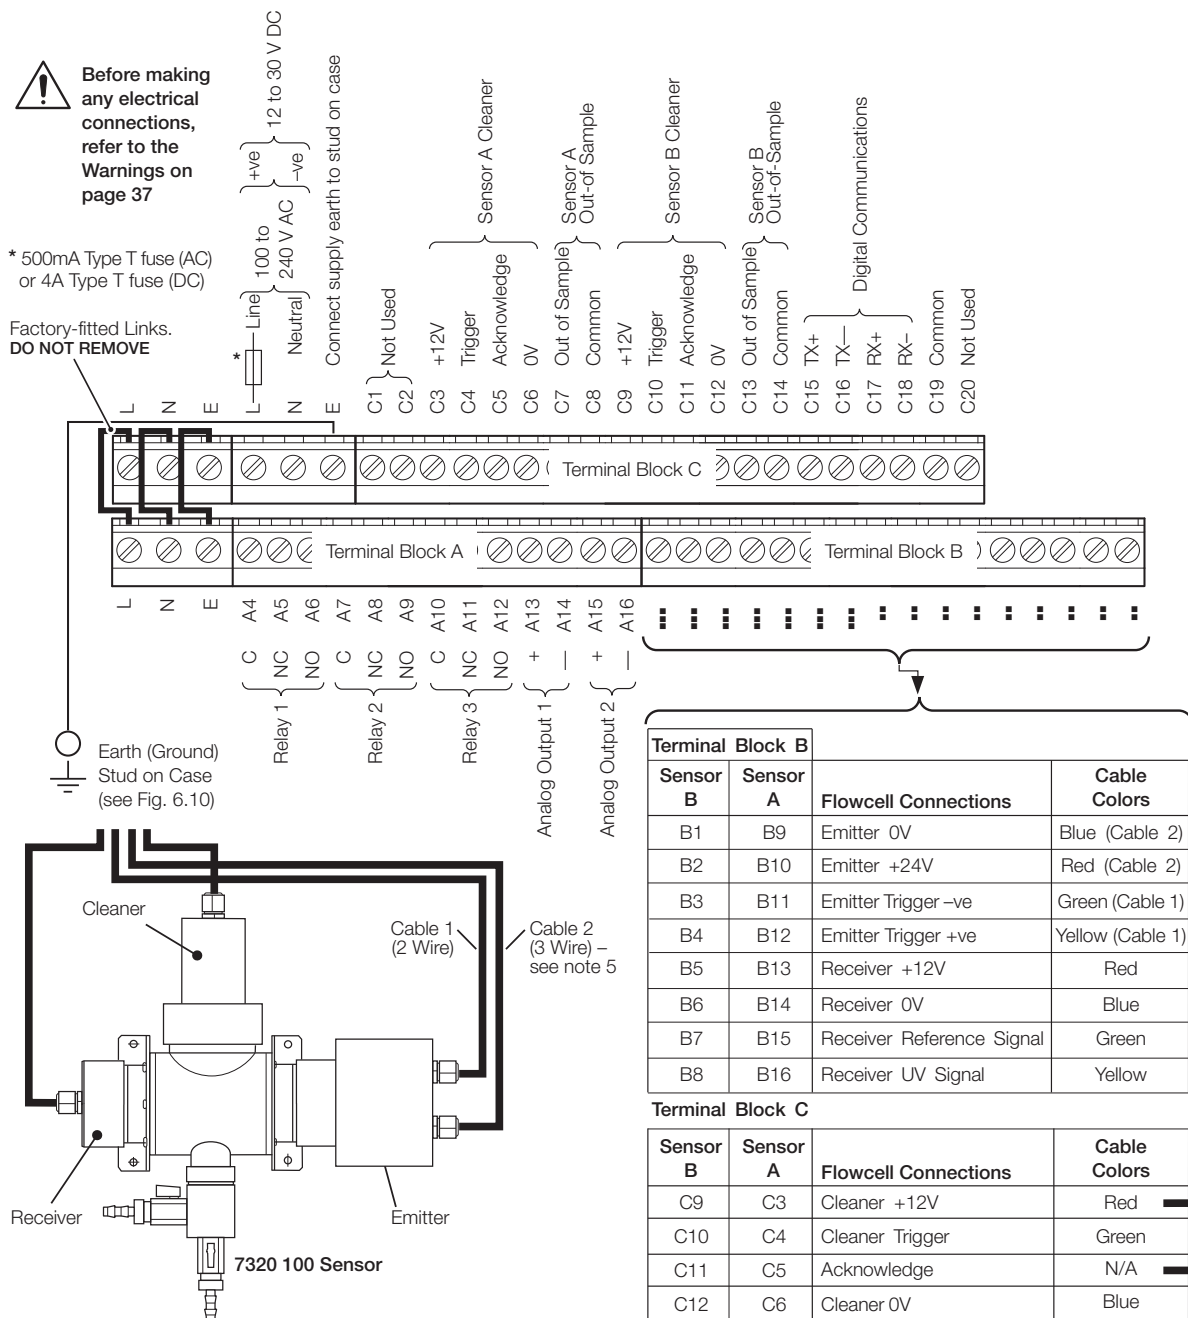 Before making
any electrical
connections,
refer to the
Warnings on
page 37
* 500mA Type T fuse (AC)
or 4A Type T fuse (DC)
Factory-fitted Links.
DO NOT REMOVE
12 to 30 V DC
+ve
–ve
100 to
240 V AC
*
Line
Neutral
Connect supply earth to stud on case
Not Used
Sensor A Cleaner
+12V
Trigger
Acknowledge
0V
Sensor A
Out-of Sample
Out of Sample
Common
Sensor B Cleaner
+12V
Trigger
Acknowledge
0V
Sensor B
Out-of-Sample
Out of Sample
Common
Digital Communications
TX+
TX—
RX+
RX–
Common
Not Used
L N E L N E C1 C2 C3 C4 C5 C6 C7 C8 C9 C10 C11 C12 C13 C14 C15 C16 C17 C18 C19 C20
Terminal Block C
Terminal Block A
Terminal Block B
L N E A4 A5 A6 A7 A8 A9 A10 A11 A12 A13 A14 A15 A16
C NC NO C NC NO C NC NO + — + —
Relay 1
Relay 2
Relay 3
Analog Output 1
Analog Output 2
Earth (Ground)
Stud on Case
(see Fig. 6.10)
Cleaner
Cable 1
(2 Wire)
Cable 2
(3 Wire) –
see note 5
Receiver
Emitter
7320 100 Sensor
Terminal Block B
Sensor B Sensor A Flowcell Connections Cable Colors
B1 B9 Emitter 0V Blue (Cable 2)
B2 B10 Emitter +24V Red (Cable 2)
B3 B11 Emitter Trigger –ve Green (Cable 1)
B4 B12 Emitter Trigger +ve Yellow (Cable 1)
B5 B13 Receiver +12V Red
B6 B14 Receiver 0V Blue
B7 B15 Receiver Reference Signal Green
B8 B16 Receiver UV Signal Yellow
Terminal Block C
Sensor B Sensor A Flowcell Connections Cable Colors
C9 C3 Cleaner +12V Red
C10 C4 Cleaner Trigger Green
C11 C5 Acknowledge N/A
C12 C6 Cleaner 0V Blue